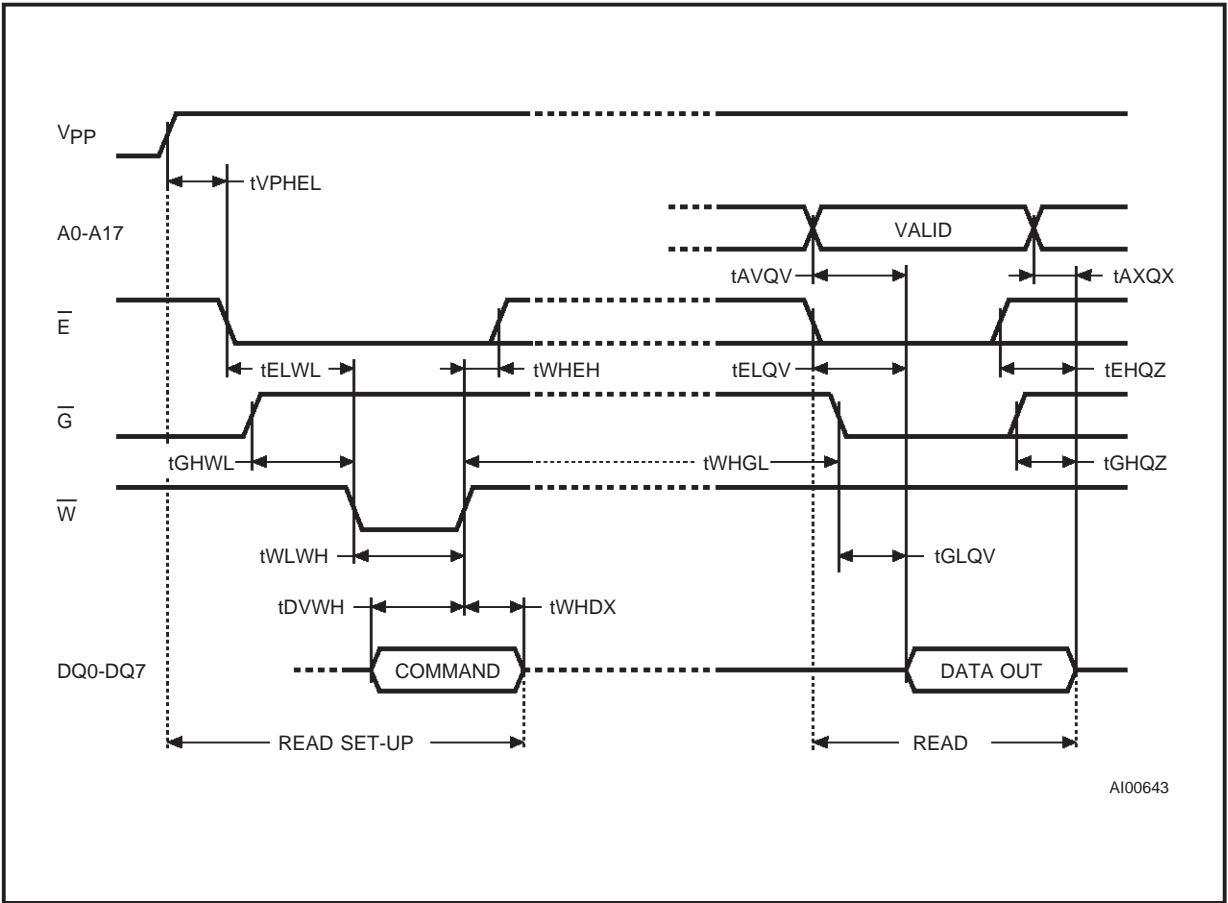 VPP
tVPHEL
A0-A17
VALID
tAVQV
tAXQX
E
tELWL
tWHEH
tELQV
tEHQZ
G
tGHWL
tWHGL
tGHQZ
W
tWLWH
tGLQV
tDVWH
tWHDX
DQ0-DQ7
COMMAND
DATA OUT
READ SET-UP
READ
AI00643